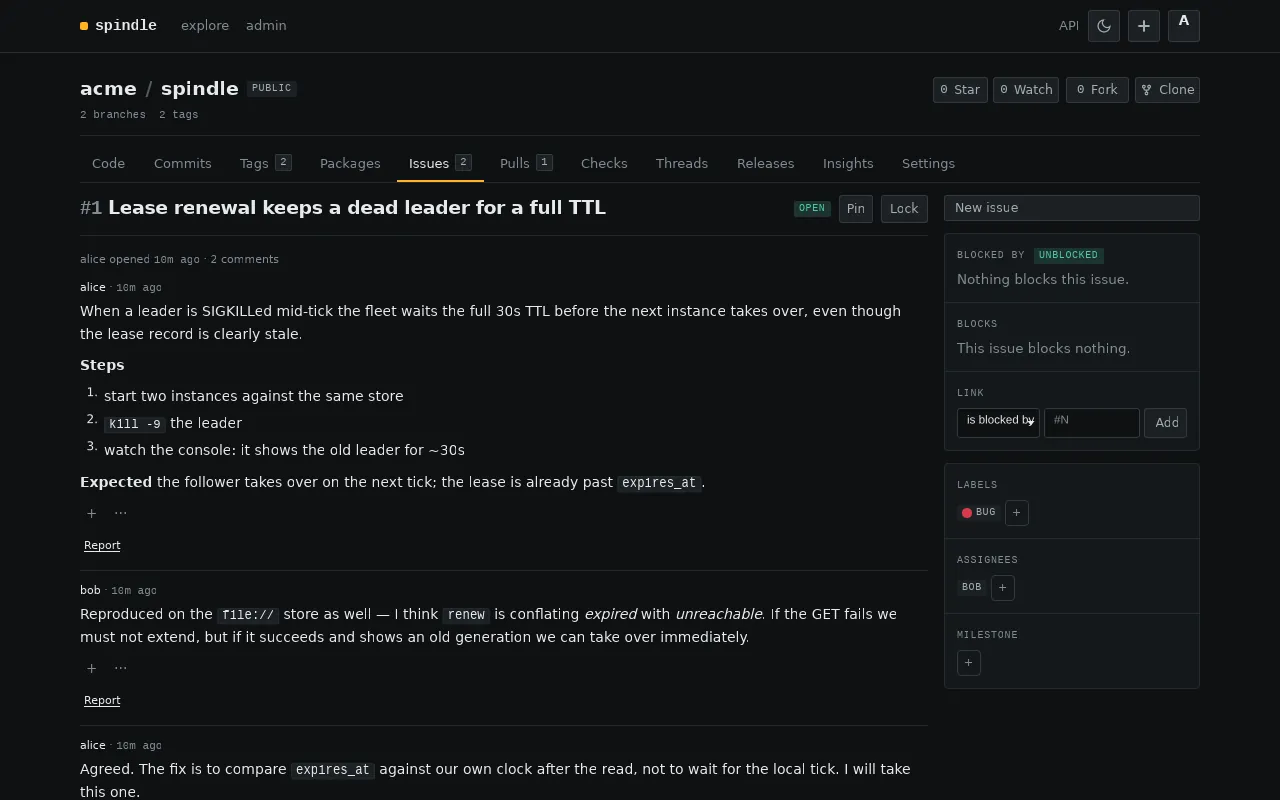 spindle explore admin API + A
acme / spindle PUBLIC
0 Star 0 Watch 0 Fork Clone
2 branches 2 tags
Code Commits Tags 2 Packages Issues 2 Pulls 1 Checks Threads Releases Insights Settings
#1 Lease renewal keeps a dead leader for a full TTL OPEN Pin Lock
alice opened 10m ago · 2 comments
alice · 10m ago
When a leader is SIGKILLed mid-tick the fleet waits the full 30s TTL before the next instance takes over, even though
the lease record is clearly stale.
Steps
1. start two instances against the same store
2. kill -9 the leader
3. watch the console: it shows the old leader for ~30s
Expected the follower takes over on the next tick; the lease is already past expires_at.
+ ···
Report
bob · 10m ago
Reproduced on the file:// store as well — I think renew is conflating expired with unreachable. If the GET fails we
must not extend, but if it succeeds and shows an old generation we can take over immediately.
+ ···
Report
alice · 10m ago
Agreed. The fix is to compare expires_at against our own clock after the read, not to wait for the local tick. I will take
this one.
New issue
BLOCKED BY UNBLOCKED
Nothing blocks this issue.
BLOCKS
This issue blocks nothing.
LINK
is blocked by #N Add
LABELS
BUG +
ASSIGNEES
BOB +
MILESTONE
+